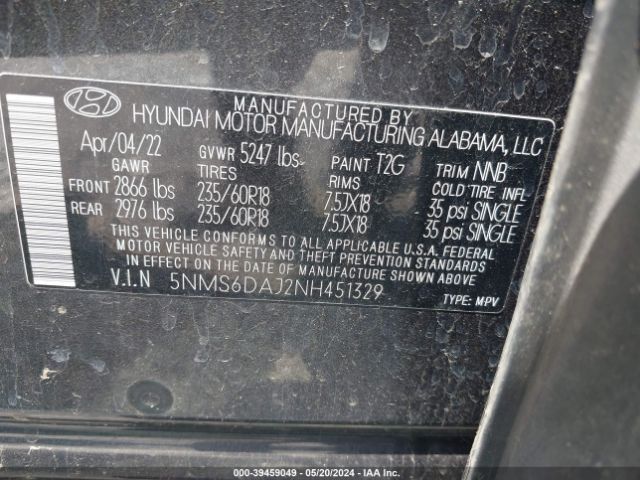 MANUFACTURED BY
HYUNDAI MOTOR MANUFACTURING ALABAMA, LLC
Apr/04/22 GVWR 5247 lbs PAINT T2G TRIM NNB
GAWR TIRES RIMS COLD TIRE INFL
FRONT 2866 lbs 235/60R18 7.5JX18 35 psi SINGLE
REAR 2976 lbs 235/60R18 7.5JX18 35 psi SINGLE
THIS VEHICLE CONFORMS TO ALL APPLICABLE U.S.A. FEDERAL
MOTOR VEHICLE SAFETY AND THEFT PREVENTION STANDARDS
IN EFFECT ON THE DATE OF MANUFACTURE SHOWN ABOVE.
V.I.N 5NMS6DAJ2NH451329 TYPE: MPV
000-39459049 - 05/20/2024 - IAA Inc.